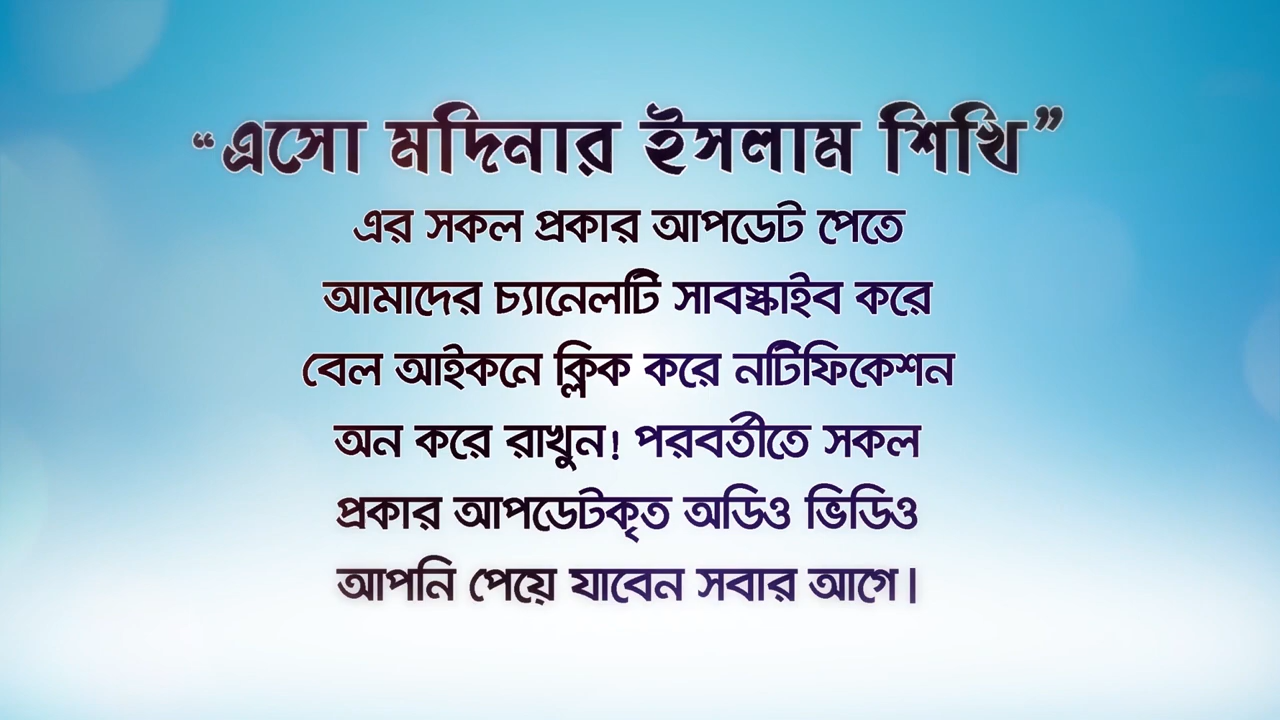 “এসো মদিনার ইসলাম শিখি”
এর সকল প্রকার আপডেট পেতে
আমাদের চ্যানেলটি সাবস্ক্রাইব করে
বেল আইকনে ক্লিক করে নটিফিকেশন
অন করে রাখুন! পরবর্তীতে সকল
প্রকার আপডেটকৃত অডিও ভিডিও
আপনি পেয়ে যাবেন সবার আগে।